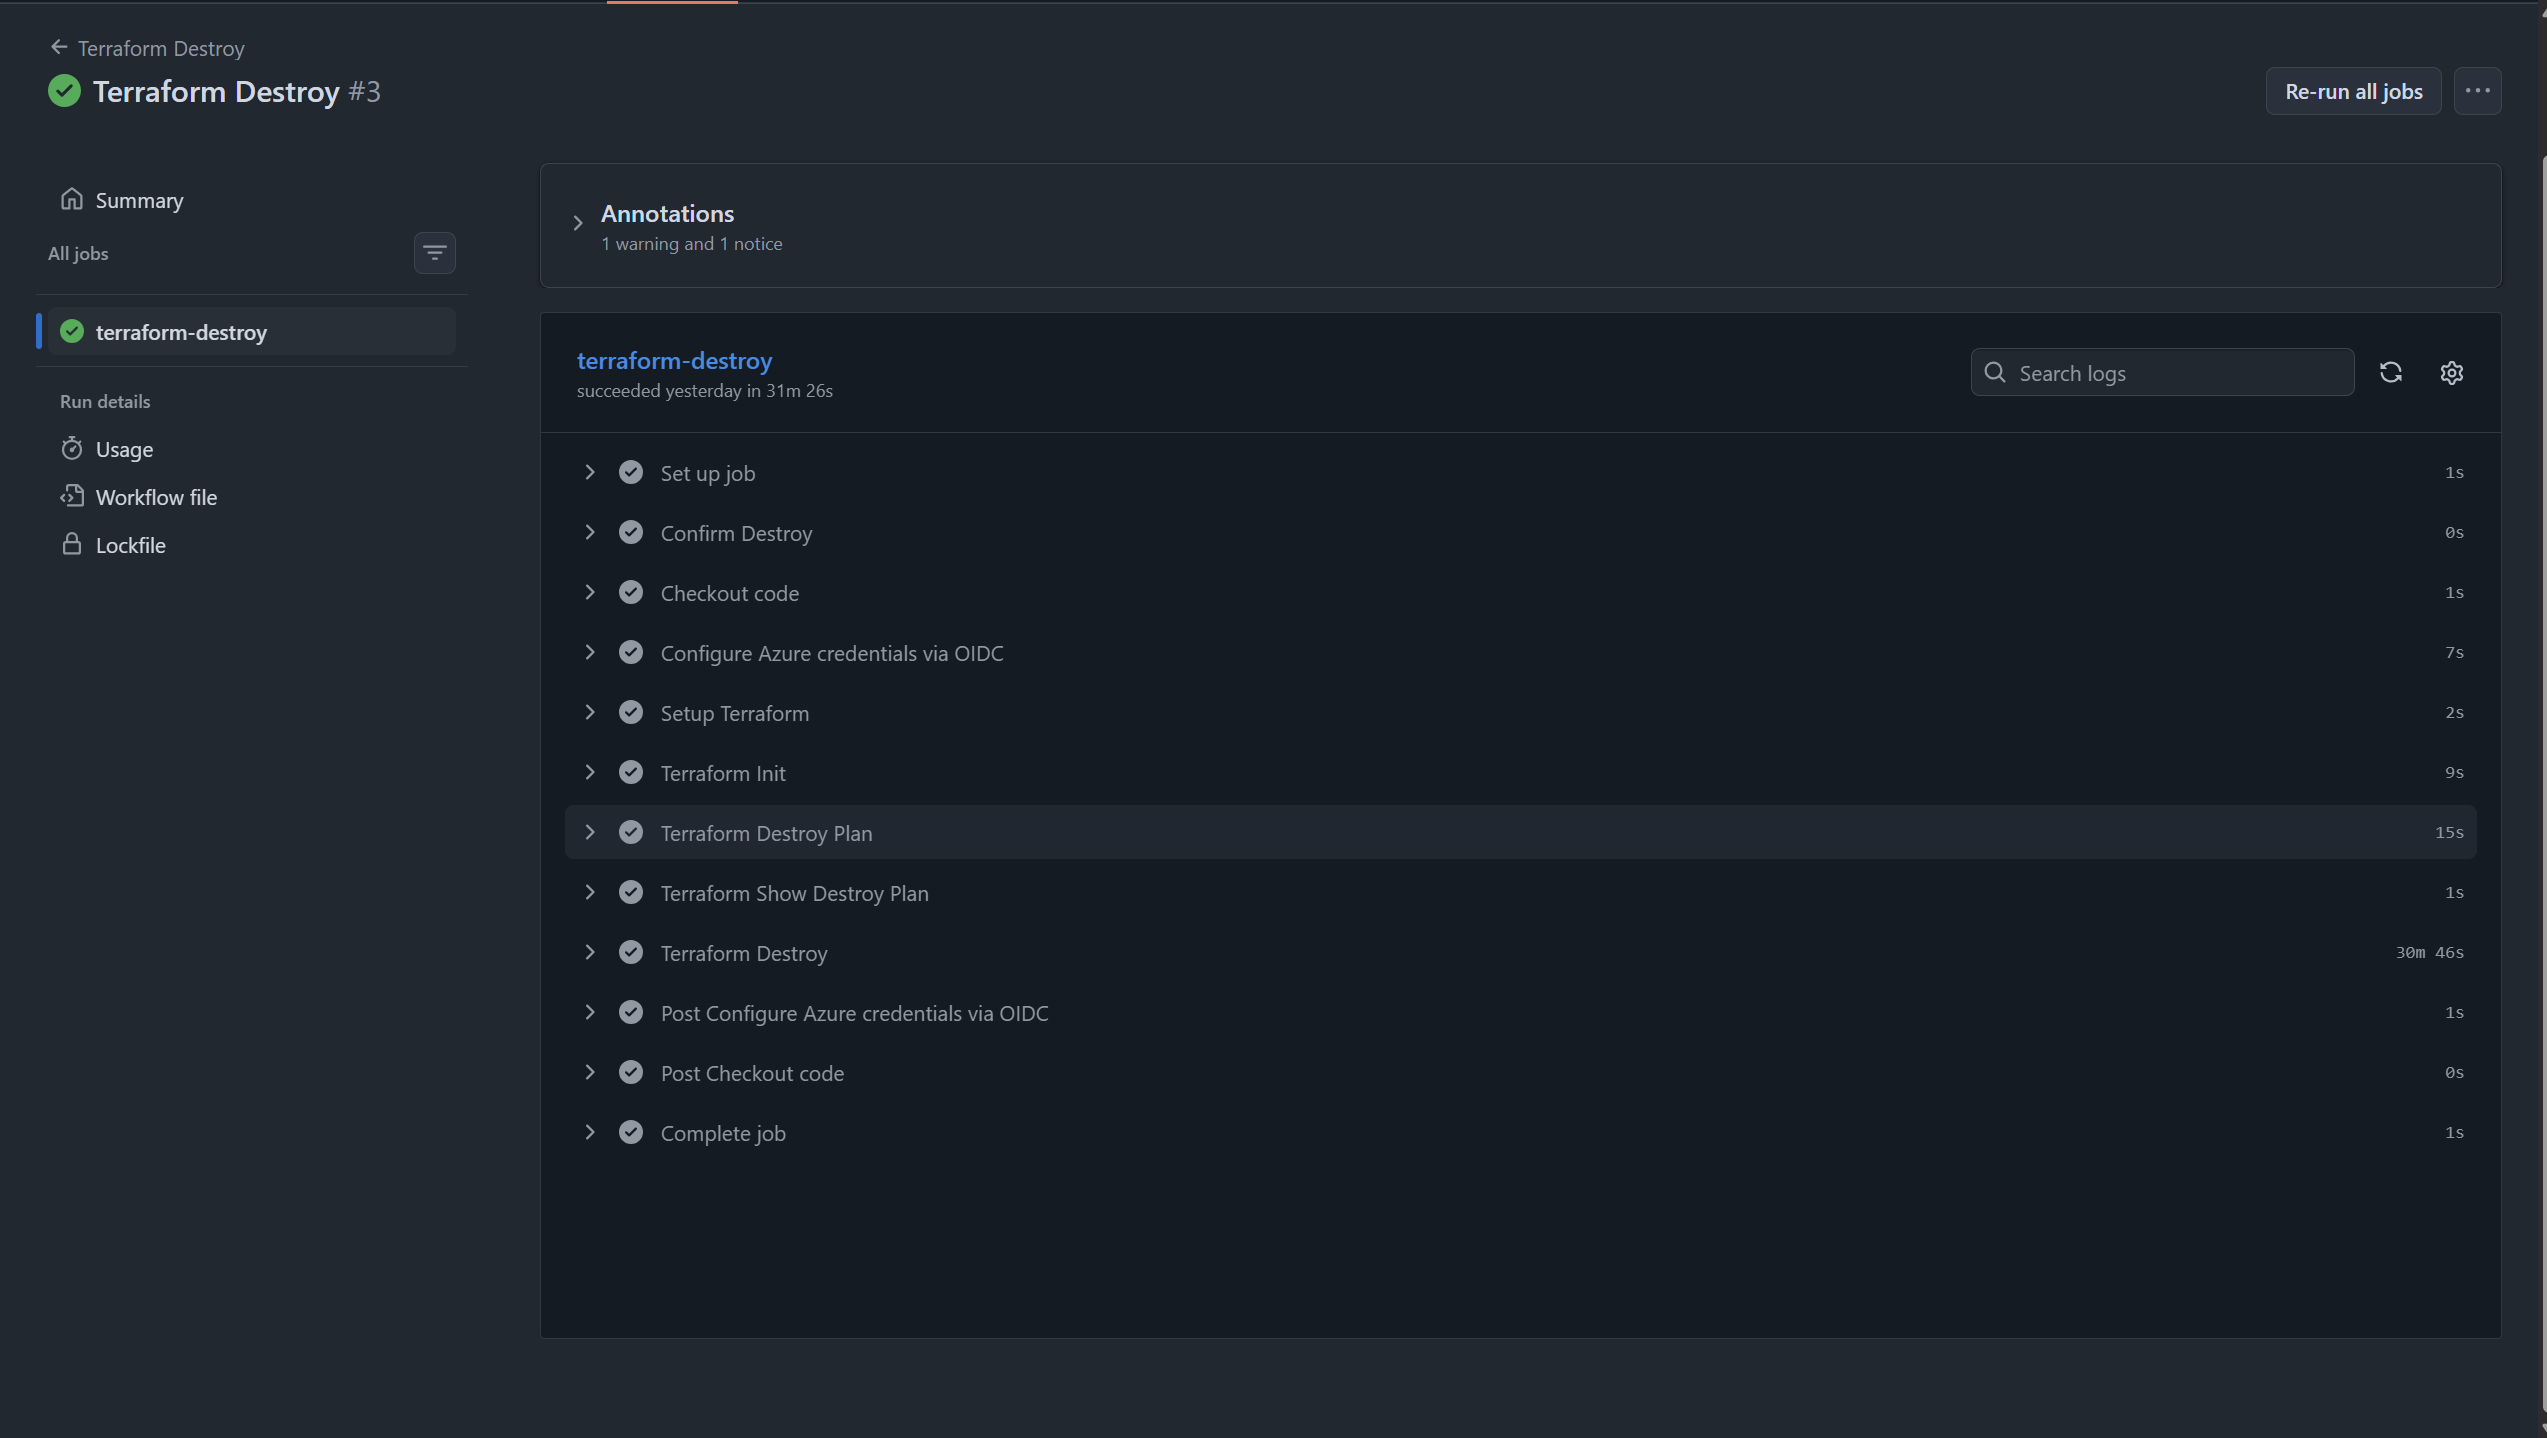 Terraform Destroy
Terraform Destroy #3
Re-run all jobs
Summary
All jobs
terraform-destroy
Run details
Usage
Workflow file
Lockfile
Annotations
1 warning and 1 notice
terraform-destroy
succeeded yesterday in 31m 26s
Search logs
Set up job 1s
Confirm Destroy 0s
Checkout code 1s
Configure Azure credentials via OIDC 7s
Setup Terraform 2s
Terraform Init 9s
Terraform Destroy Plan 15s
Terraform Show Destroy Plan 1s
Terraform Destroy 30m 46s
Post Configure Azure credentials via OIDC 1s
Post Checkout code 0s
Complete job 1s